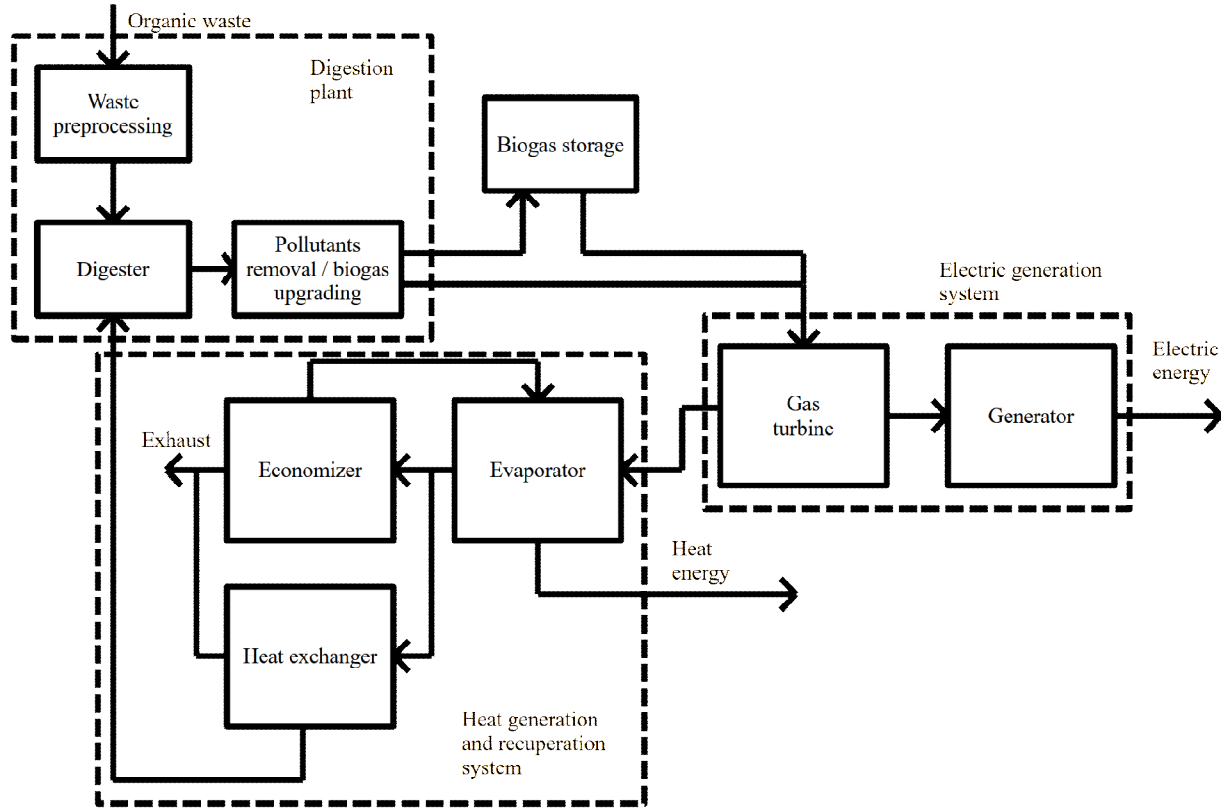 Organic waste
Digestion
plant
Waste
preprocessing
Biogas storage
Digester
Pollutants
removal / biogas
upgrading
Electric generation
system
Electric
energy
Gas
turbine
Generator
Exhaust
Economizer
Evaporator
Heat
energy
Heat exchanger
Heat generation
and recuperation
system